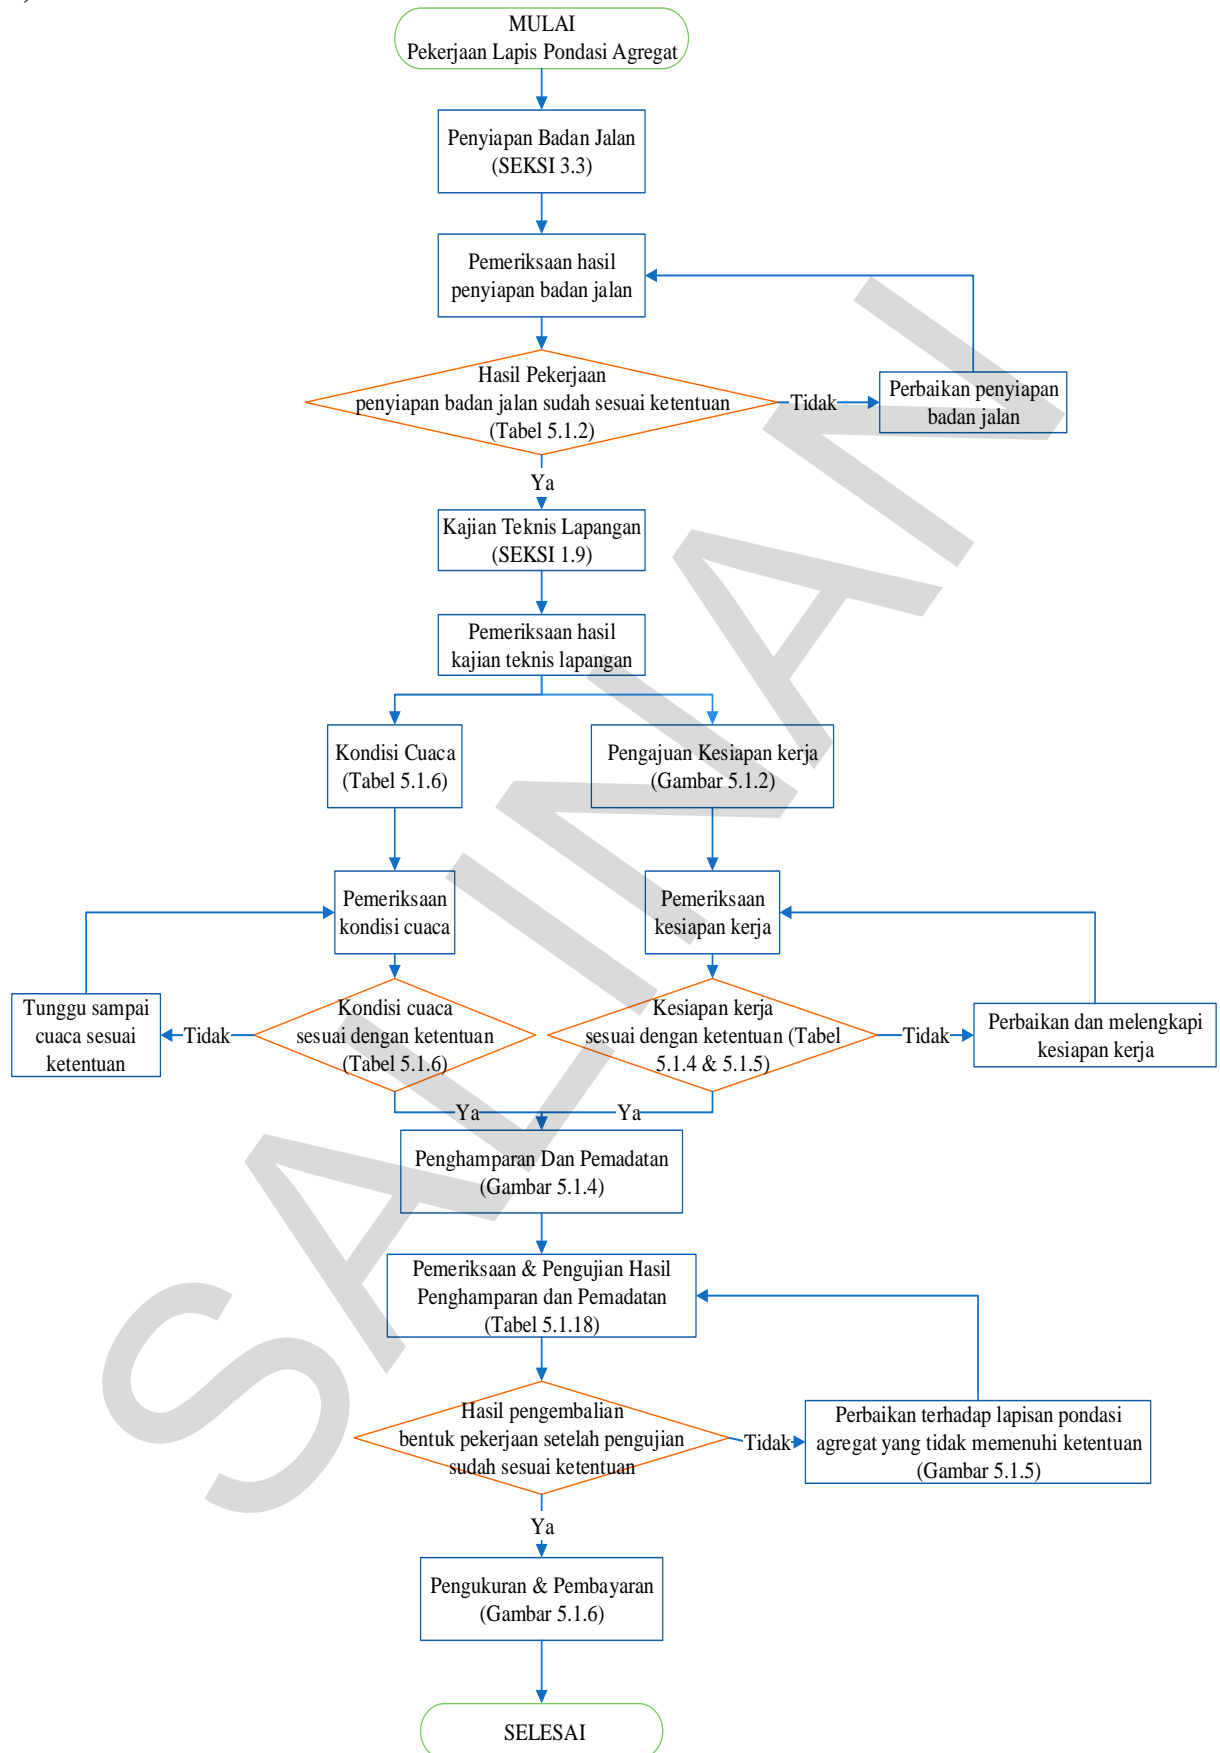 MULAI
Pekerjaan Lapis Pondasi Agregat
Penyiapan Badan Jalan
(SEKSI 3.3)
Pemeriksaan hasil
penyiapan badan jalan
Hasil Pekerjaan
penyiapan badan jalan sudah sesuai ketentuan
(Tabel 5.1.2)
Tidak
Perbaikan penyiapan
badan jalan
Ya
Kajian Teknis Lapangan
(SEKSI 1.9)
Pemeriksaan hasil
kajian teknis lapangan
Kondisi Cuaca
(Tabel 5.1.6)
Pengajuan Kesiapan kerja
(Gambar 5.1.2)
Pemeriksaan
kondisi cuaca
Pemeriksaan
kesiapan kerja
Tunggu sampai
cuaca sesuai
ketentuan
Tidak
Kondisi cuaca
sesuai dengan ketentuan
(Tabel 5.1.6)
Kesiapan kerja
sesuai dengan ketentuan (Tabel
5.1.4 & 5.1.5)
Tidak
Perbaikan dan melengkapi
kesiapan kerja
Ya
Ya
Penghamparan Dan Pemadatan
(Gambar 5.1.4)
Pemeriksaan & Pengujian Hasil
Penghamparan dan Pemadatan
(Tabel 5.1.18)
Hasil pengembalian
bentuk pekerjaan setelah pengujian
sudah sesuai ketentuan
Tidak
Perbaikan terhadap lapisan pondasi
agregat yang tidak memenuhi ketentuan
(Gambar 5.1.5)
Ya
Pengukuran & Pembayaran
(Gambar 5.1.6)
SELESAI
SALINAN